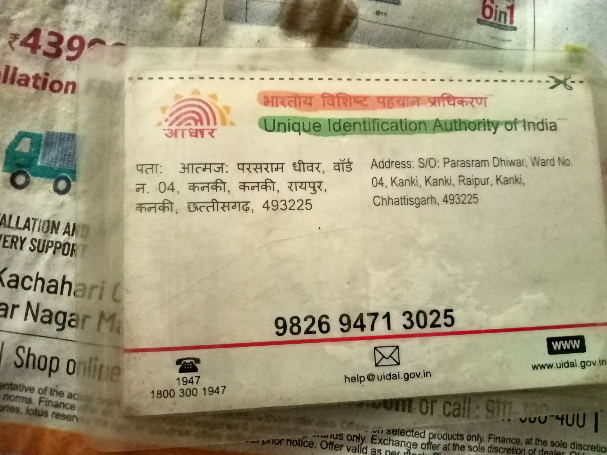 6in1
₹439
llation
भारतीय विशिष्ट पहचान प्राधिकरण
Unique Identification Authority of India
आधार
पता: आत्मज: परसराम धीवर, वॉर्ड
न. 04, कनकी, कनकी, रायपुर,
कनकी, छत्तीसगढ़, 493225
Address: S/O: Parasram Dhiwar, Ward No.
04, Kanki, Kanki, Raipur, Kanki,
Chhattisgarh, 493225
ALLATION AND
ERY SUPPORT
Kachahari
ar Nagar
9826 9471 3025
Shop online
1947
1800 300 1947
help@uidai.gov.in
WWW
www.uidai.gov.in
or call :
selected products only. Finance, at the sole discretion
only. Exchange offer at the sole discretion of dealer.
prior notice. Offer valid as per